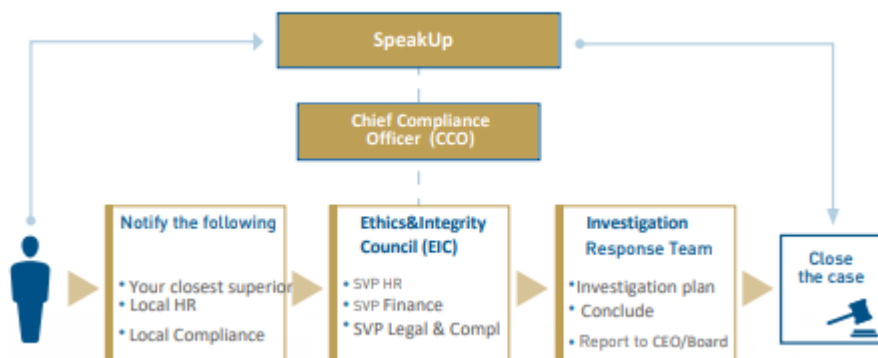 SpeakUp
Chief Compliance
Officer (CCO)
Notify the following
• Your closest superior
• Local HR
• Local Compliance
Ethics&Integrity
Council (EIC)
• SVP HR
• SVP Finance
• SVP Legal & Compl
Investigation
Response Team
• Investigation plan
• Conclude
• Report to CEO/Board
Close
the case